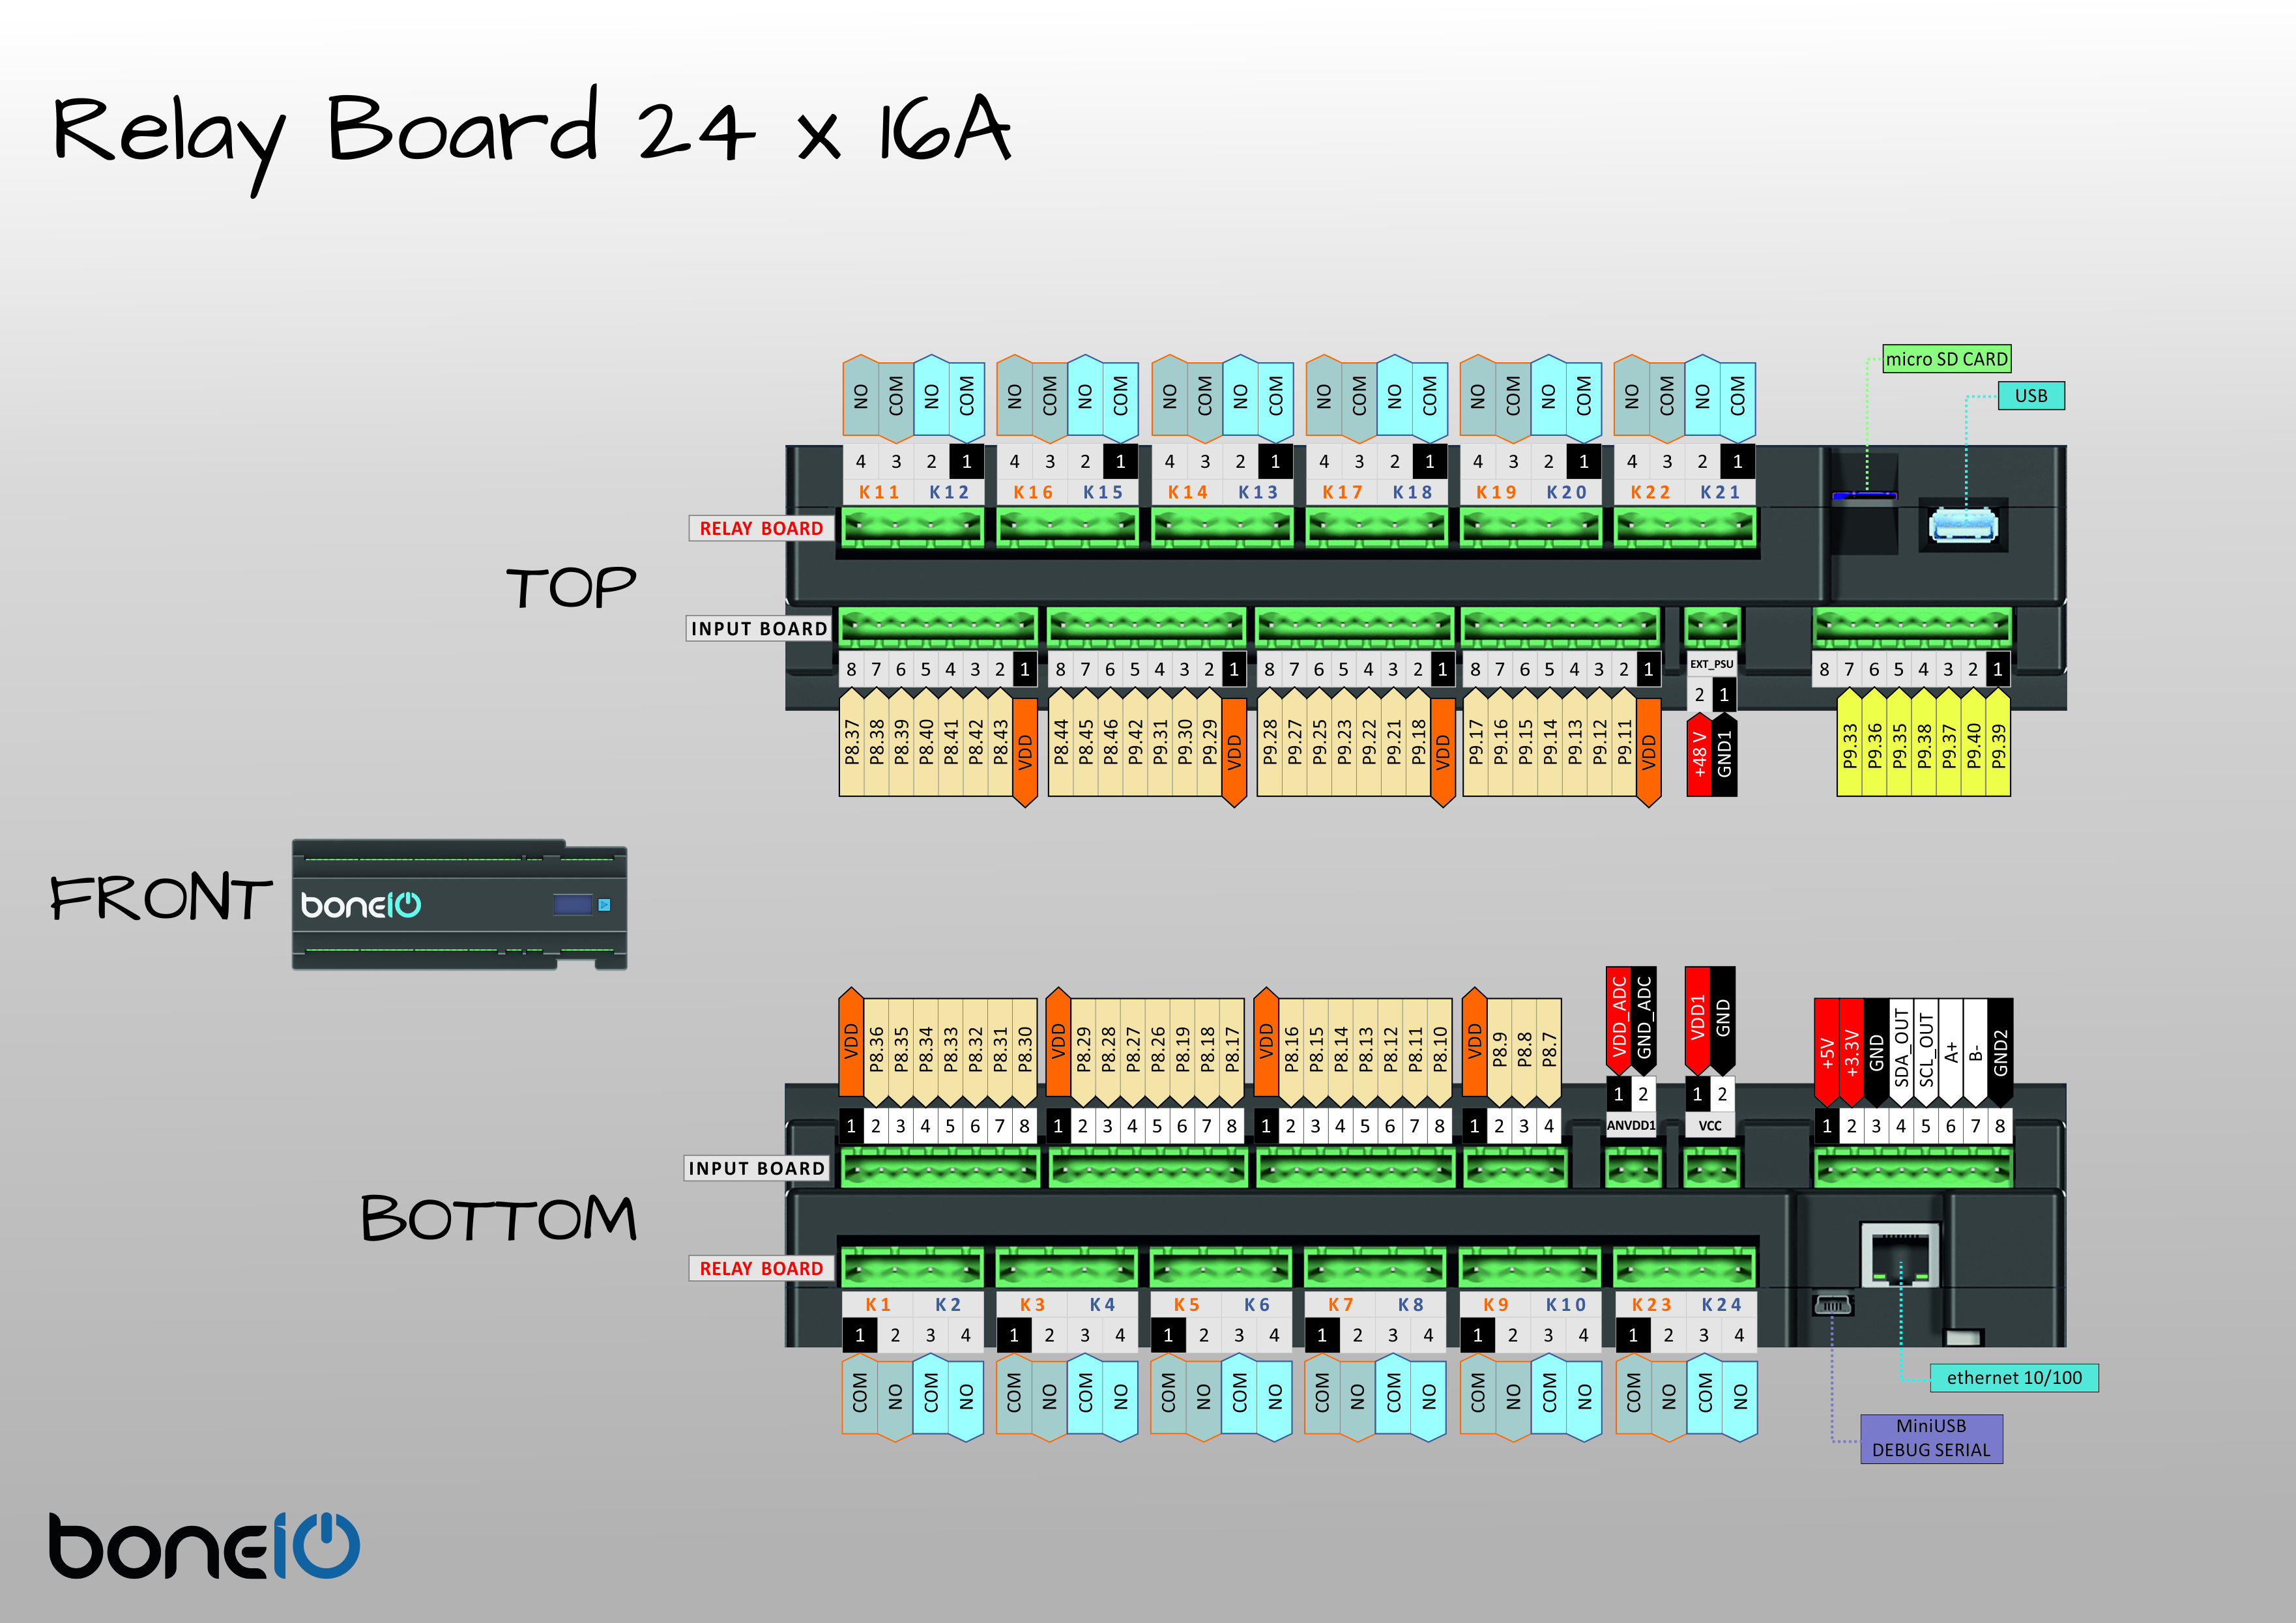 Relay Board 24 x 16A
micro SD CARD
USB
NO COM NO COM NO COM NO COM NO COM NO COM NO COM NO COM NO COM NO COM NO COM NO COM
4 3 2 1 4 3 2 1 4 3 2 1 4 3 2 1 4 3 2 1 4 3 2 1
K11 K12 K16 K15 K14 K13 K17 K18 K19 K20 K22 K21
RELAY BOARD
TOP
INPUT BOARD
8 7 6 5 4 3 2 1 8 7 6 5 4 3 2 1 8 7 6 5 4 3 2 1 8 7 6 5 4 3 2 1 EXT_PSU 8 7 6 5 4 3 2 1
2 1
P8.37 P8.38 P8.39 P8.40 P8.41 P8.42 P8.43 VDD P8.44 P8.45 P8.46 P9.42 P9.31 P9.30 P9.29 VDD P9.28 P9.27 P9.25 P9.23 P9.22 P9.21 P9.18 VDD P9.17 P9.16 P9.15 P9.14 P9.13 P9.12 P9.11 VDD +48 V GND1 P9.33 P9.36 P9.35 P9.38 P9.37 P9.40 P9.39
FRONT
boneIO
VDD P8.36 P8.35 P8.34 P8.33 P8.32 P8.31 P8.30 VDD P8.29 P8.28 P8.27 P8.26 P8.19 P8.18 P8.17 VDD P8.16 P8.15 P8.14 P8.13 P8.12 P8.11 P8.10 VDD P8.9 P8.8 P8.7 VDD_ADC GND_ADC VDD1 GND +5V +3.3V GND SDA_OUT SCL_OUT A+ B- GND2
1 2 1 2
1 2 3 4 5 6 7 8 1 2 3 4 5 6 7 8 1 2 3 4 5 6 7 8 1 2 3 4 ANVDD1 VCC 1 2 3 4 5 6 7 8
INPUT BOARD
BOTTOM
RELAY BOARD
K1 K2 K3 K4 K5 K6 K7 K8 K9 K10 K23 K24
1 2 3 4 1 2 3 4 1 2 3 4 1 2 3 4 1 2 3 4 1 2 3 4
COM NO COM NO COM NO COM NO COM NO COM NO COM NO COM NO COM NO COM NO COM NO COM NO
ethernet 10/100
MiniUSB
DEBUG SERIAL
boneIO